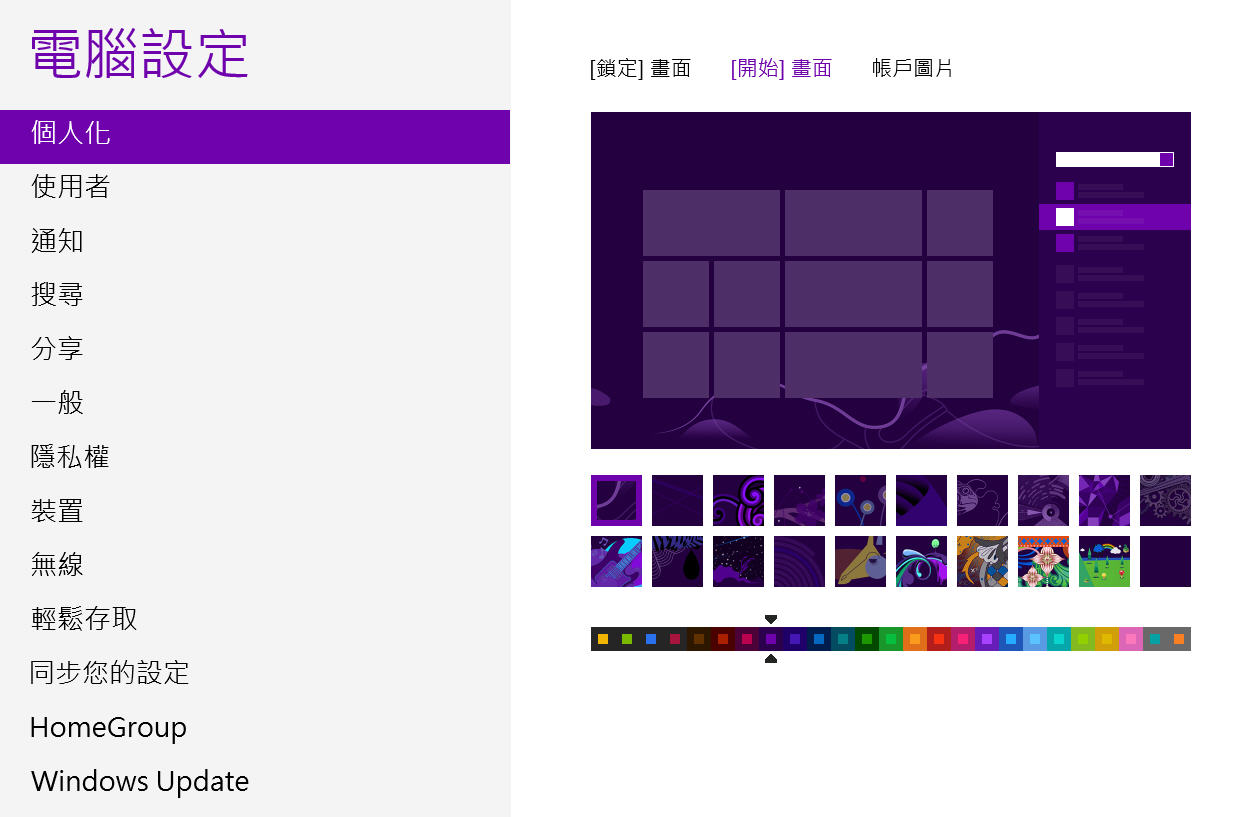 電腦設定
個人化
使用者
通知
搜尋
分享
一般
隱私權
裝置
無線
輕鬆存取
同步您的設定
HomeGroup
Windows Update
[鎖定] 畫面 [開始] 畫面 帳戶圖片